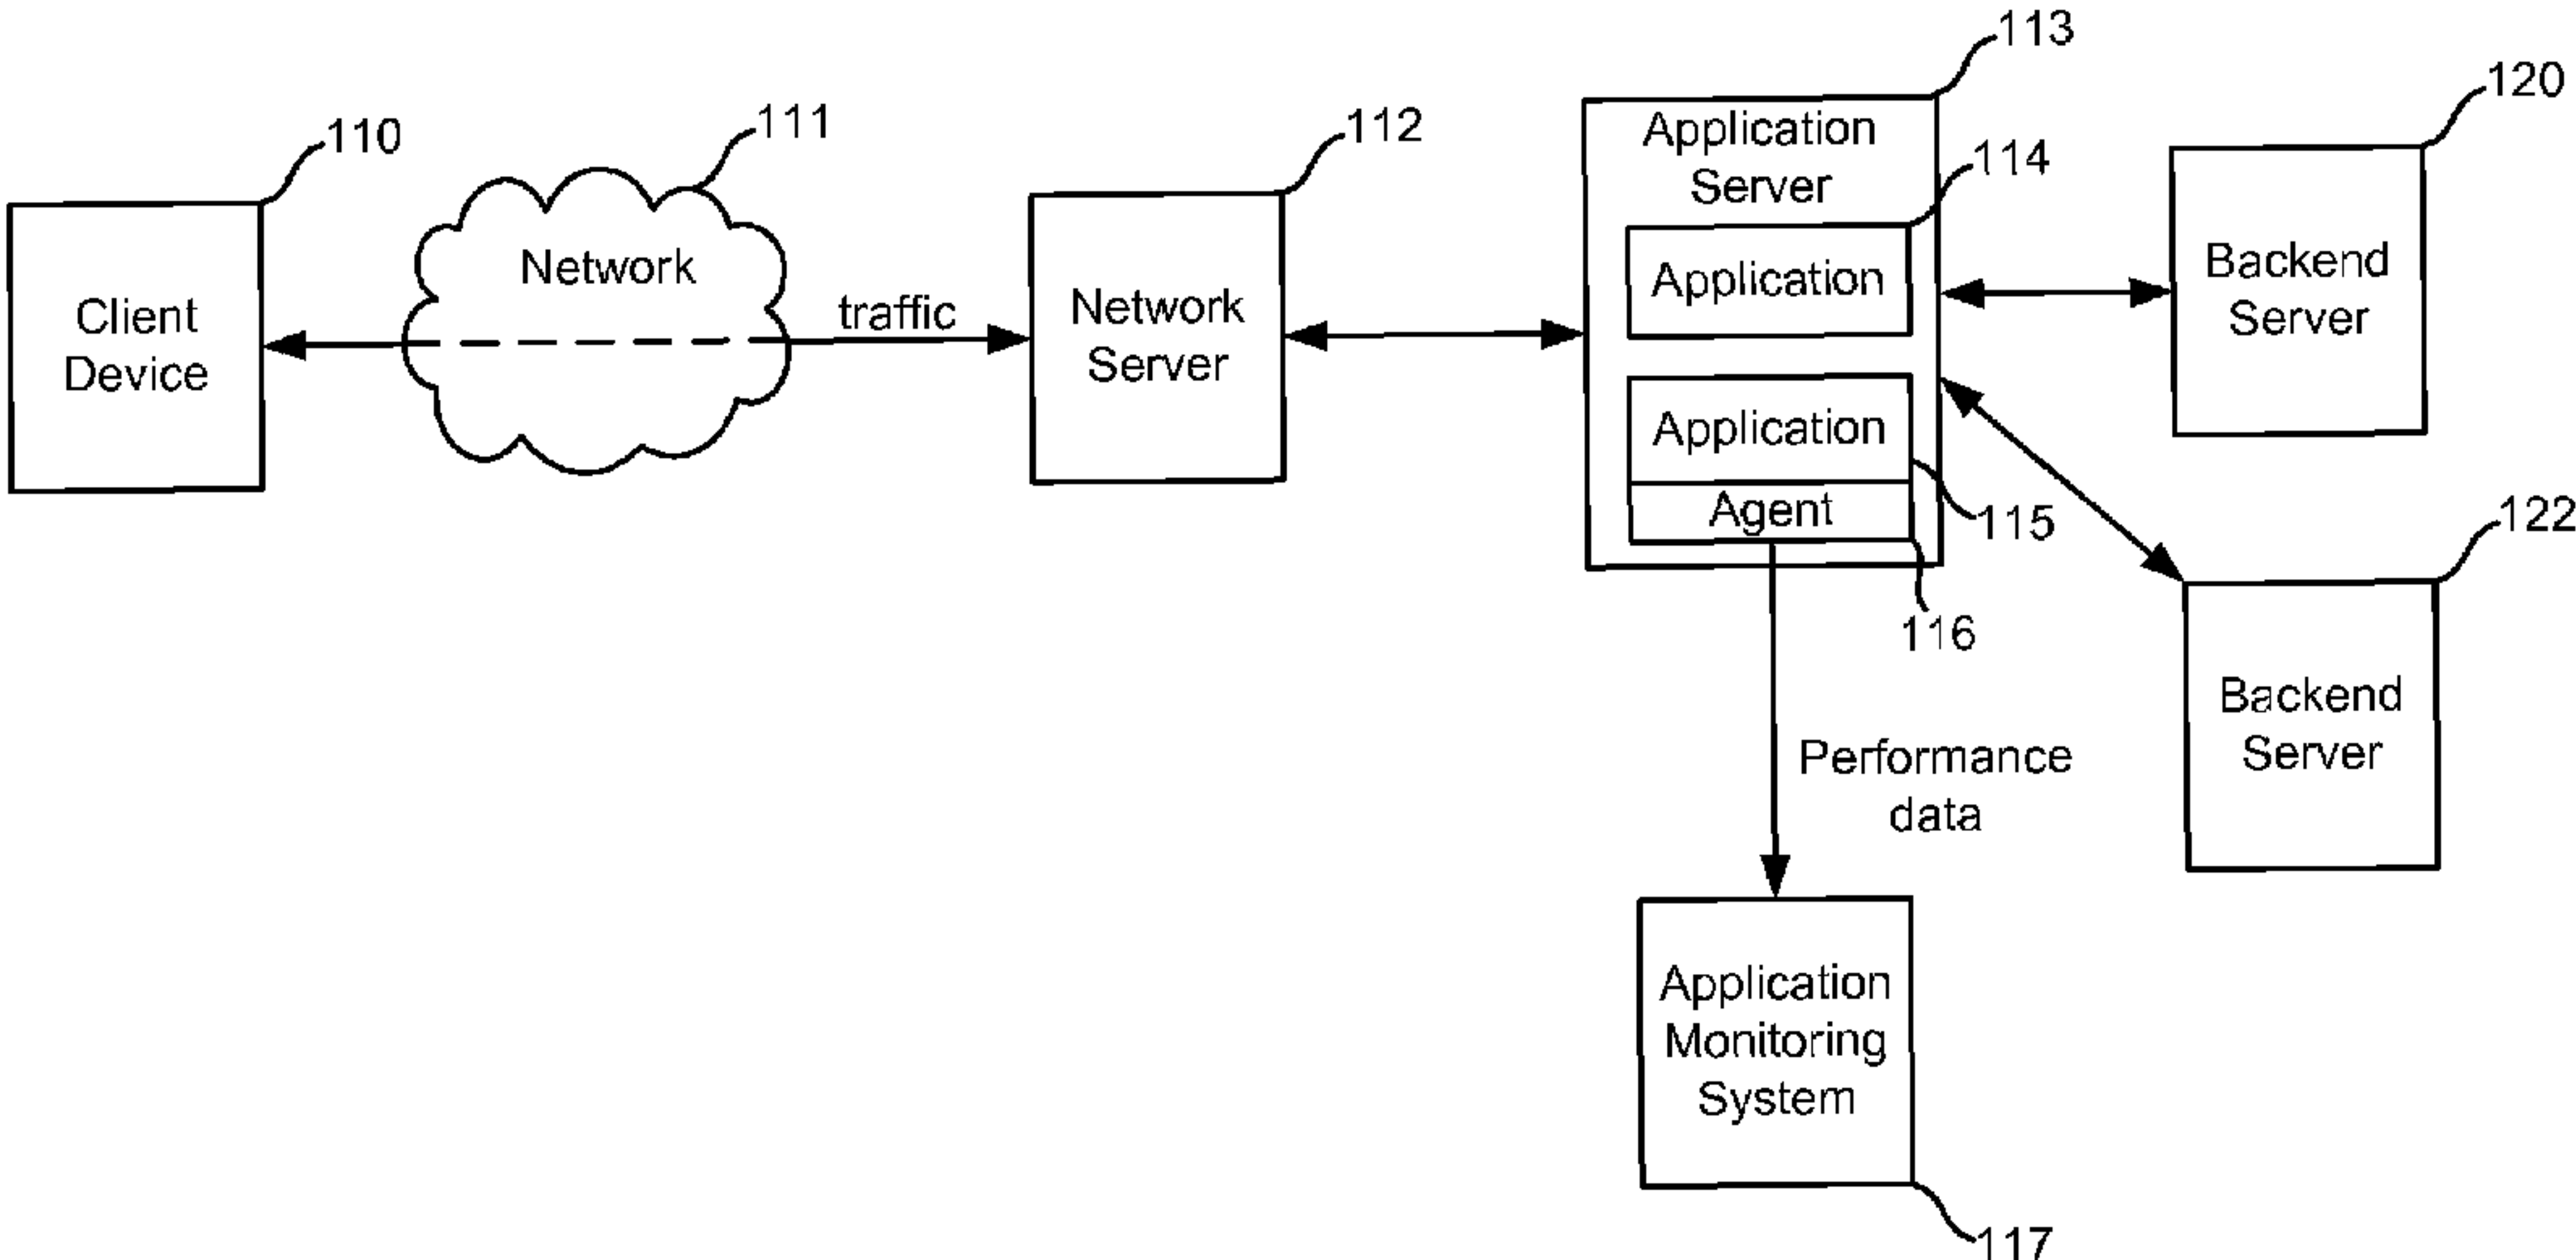 110
Client
Device
111
Network
traffic
112
Network
Server
113
Application
Server
114
Application
Application
115
Agent
116
120
Backend
Server
122
Backend
Server
Performance
data
Application
Monitoring
System
117